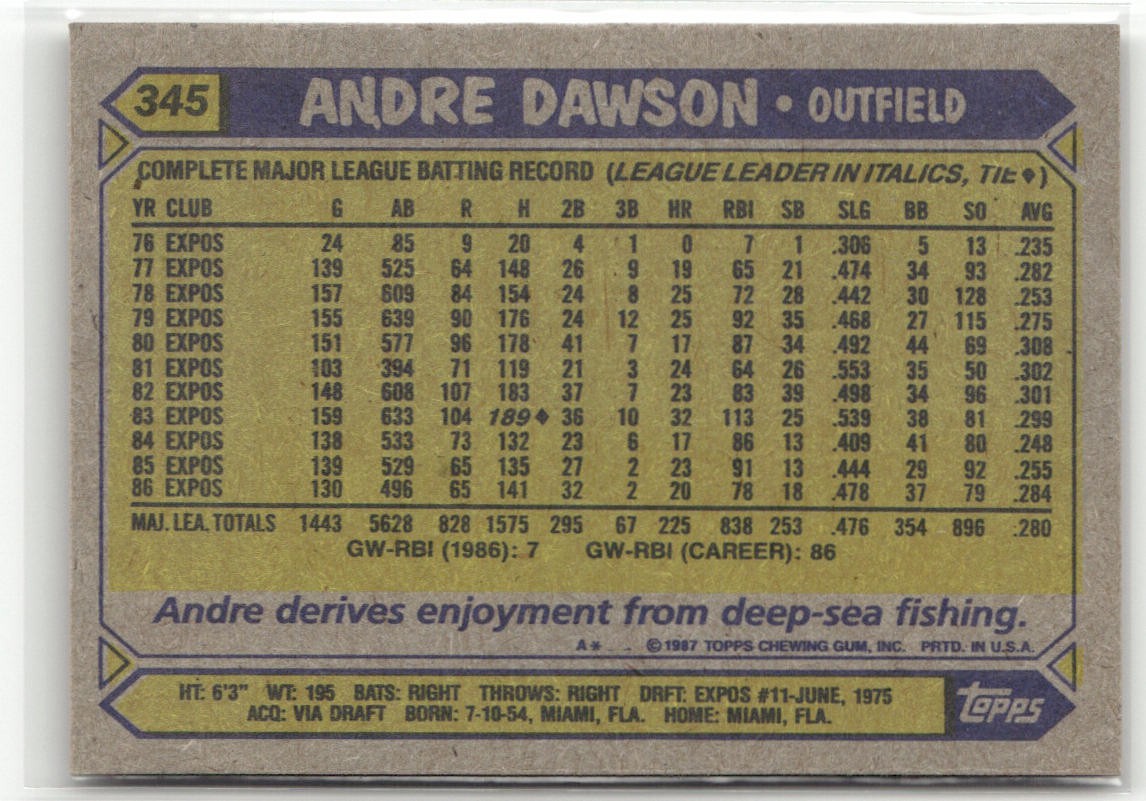 345 ANDRE DAWSON • OUTFIELD
COMPLETE MAJOR LEAGUE BATTING RECORD (LEAGUE LEADER IN ITALICS, TIE ♦)
YR CLUB G AB R H 2B 3B HR RBI SB SLG BB SO AVG
76 EXPOS 24 85 9 20 4 1 0 7 1 .306 5 13 .235
77 EXPOS 139 525 64 148 26 9 19 65 21 .474 34 93 .282
78 EXPOS 157 609 84 154 24 8 25 72 28 .442 30 128 .253
79 EXPOS 155 639 90 176 24 12 25 92 35 .468 27 115 .275
80 EXPOS 151 577 96 178 41 7 17 87 34 .492 44 69 .308
81 EXPOS 103 394 71 119 21 3 24 64 26 .553 35 50 .302
82 EXPOS 148 608 107 183 37 7 23 83 39 .498 34 96 .301
83 EXPOS 159 633 104 189♦ 36 10 32 113 25 .539 38 81 .299
84 EXPOS 138 533 73 132 23 6 17 86 13 .409 41 80 .248
85 EXPOS 139 529 65 135 27 2 23 91 13 .444 29 92 .255
86 EXPOS 130 496 65 141 32 2 20 78 18 .478 37 79 .284
MAJ. LEA. TOTALS 1443 5628 828 1575 295 67 225 838 253 .476 354 896 .280
GW-RBI (1986): 7 GW-RBI (CAREER): 86
Andre derives enjoyment from deep-sea fishing.
A* ©1987 TOPPS CHEWING GUM, INC. PRTD. IN U.S.A.
HT: 6'3" WT: 195 BATS: RIGHT THROWS: RIGHT DRFT: EXPOS #11-JUNE, 1975
ACQ: VIA DRAFT BORN: 7-10-54, MIAMI, FLA. HOME: MIAMI, FLA.
topps